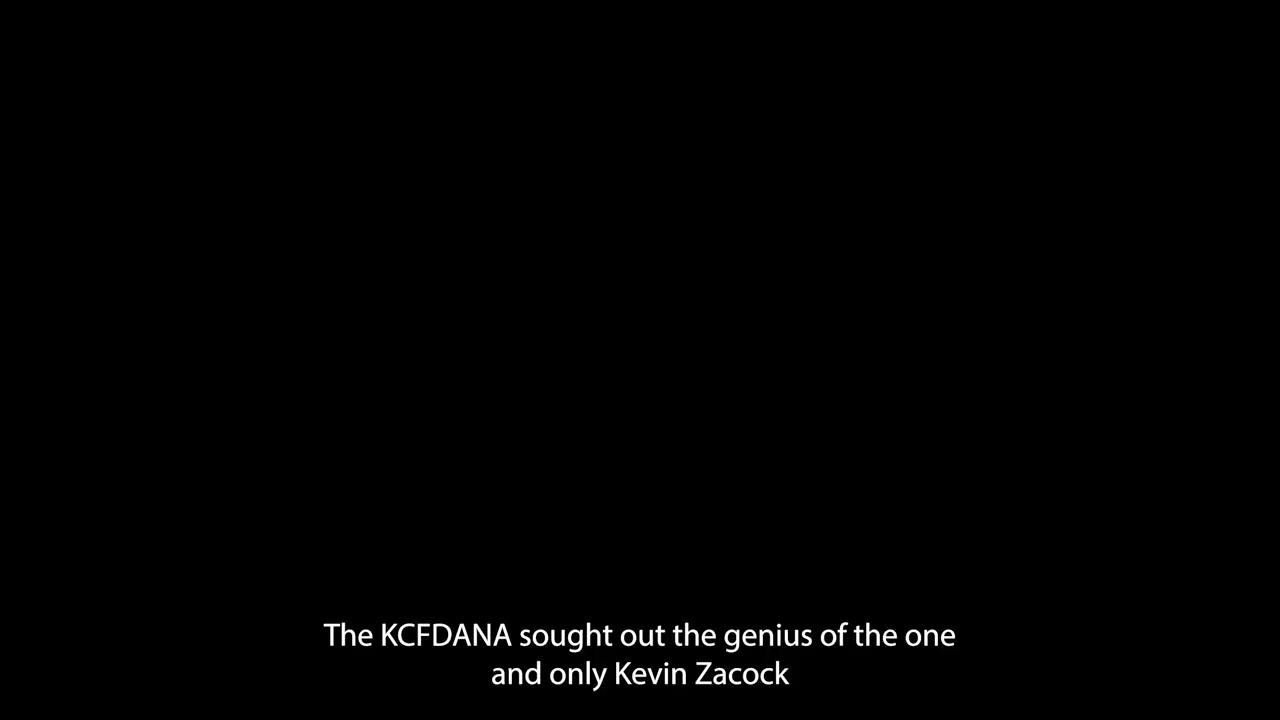 The KCFDANA sought out the genius of the one
and only Kevin Zacock